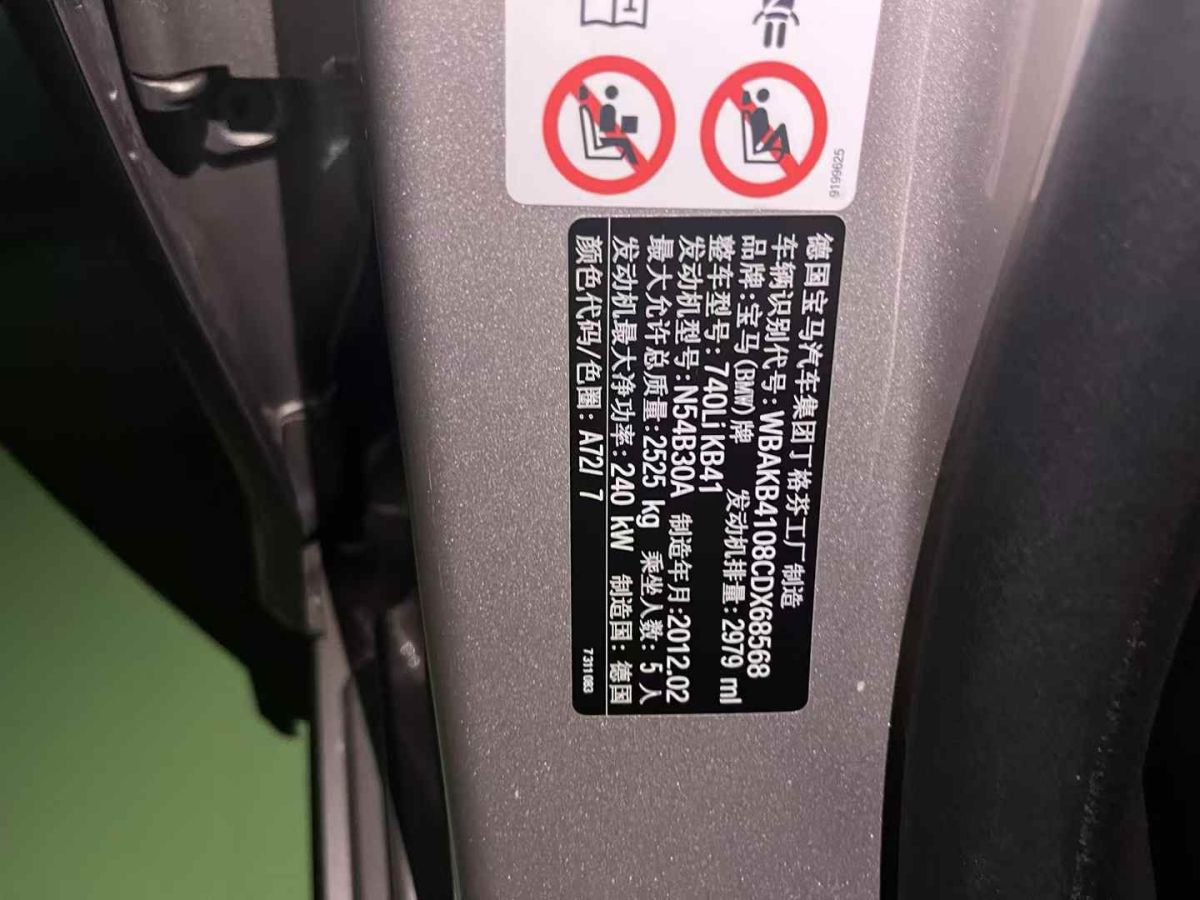 9199625
德国宝马汽车集团丁格芬工厂制造
车辆识别代号:WBAKB4108CDX68568
品牌:宝马(BMW)牌 发动机排量:2979 ml
整车型号:740Li KB41
发动机型号:N54B30A 制造年月:2012.02
最大允许总质量:2525 kg 乘坐人数: 5 人
发动机最大净功率:240 kW 制造国: 德国
颜色代码/色圈: A72/ 7 7311083